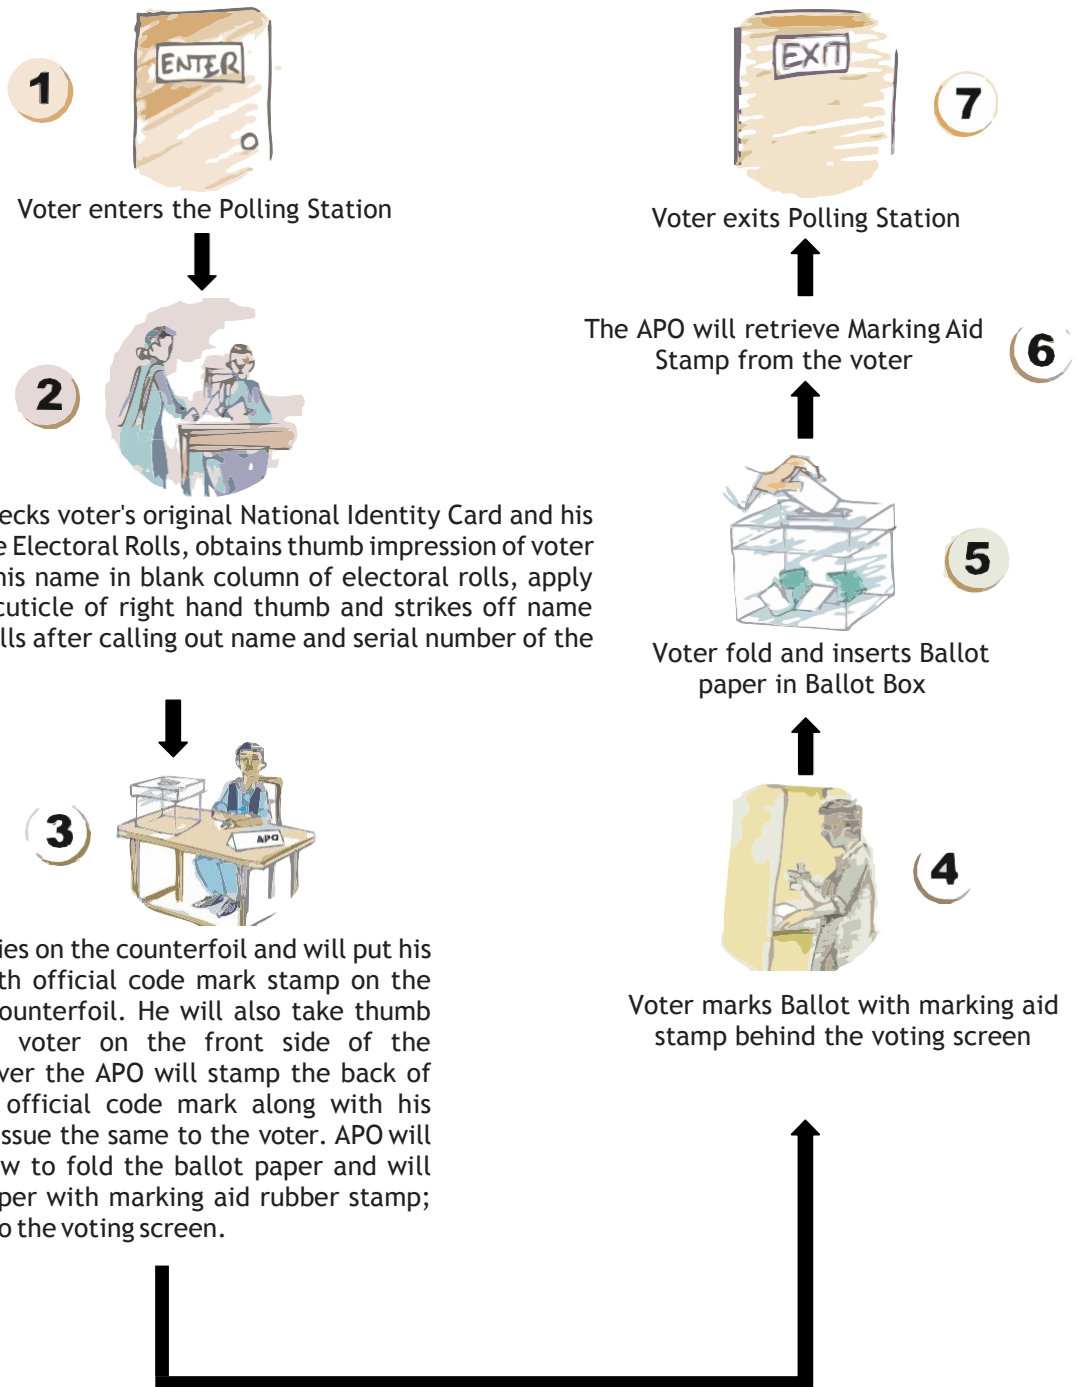 1
ENTER
Voter enters the Polling Station
2
ecks voter's original National Identity Card and his
e Electoral Rolls, obtains thumb impression of voter
his name in blank column of electoral rolls, apply
cuticle of right hand thumb and strikes off name
lls after calling out name and serial number of the
3
APO
ies on the counterfoil and will put his
th official code mark stamp on the
ounterfoil. He will also take thumb
voter on the front side of the
ver the APO will stamp the back of
official code mark along with his
issue the same to the voter. APO will
w to fold the ballot paper and will
per with marking aid rubber stamp;
o the voting screen.
4
Voter marks Ballot with marking aid
stamp behind the voting screen
5
Voter fold and inserts Ballot
paper in Ballot Box
The APO will retrieve Marking Aid
Stamp from the voter
6
EXIT
7
Voter exits Polling Station